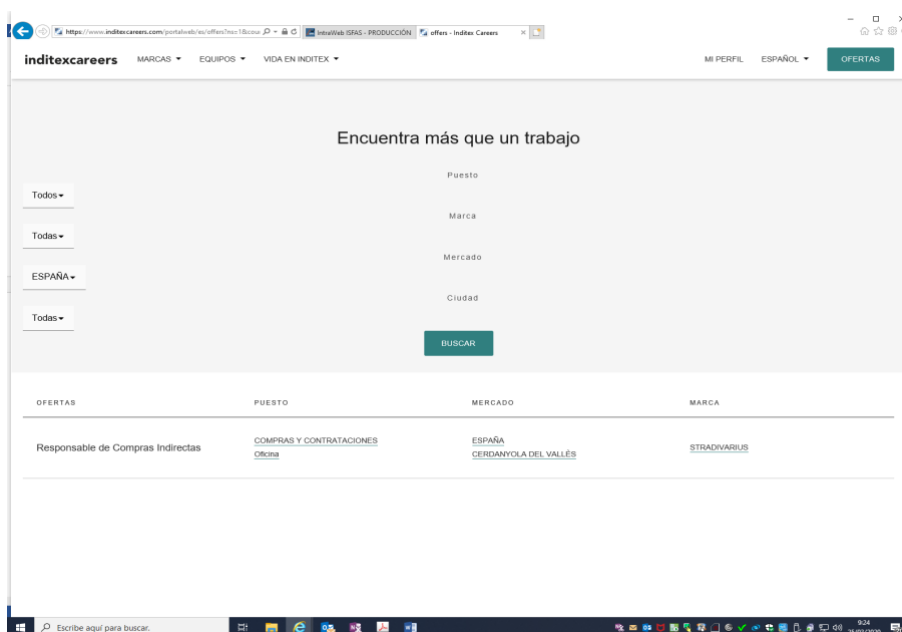 https://www.inditexcareers.com/portalweb/es/offers?ns=1&cou
IntraWeb ISFAS - PRODUCCIÓN
offers - Inditex Careers
inditexcareers MARCAS EQUIPOS VIDA EN INDITEX MI PERFIL ESPAÑOL OFERTAS
Encuentra más que un trabajo
Puesto
Todos
Marca
Todas
Mercado
ESPAÑA
Ciudad
Todas
BUSCAR
OFERTAS PUESTO MERCADO MARCA
Responsable de Compras Indirectas
COMPRAS Y CONTRATACIONES
Oficina
ESPAÑA
CERDANYOLA DEL VALLÉS
STRADIVARIUS
Escribe aquí para buscar.
9:24